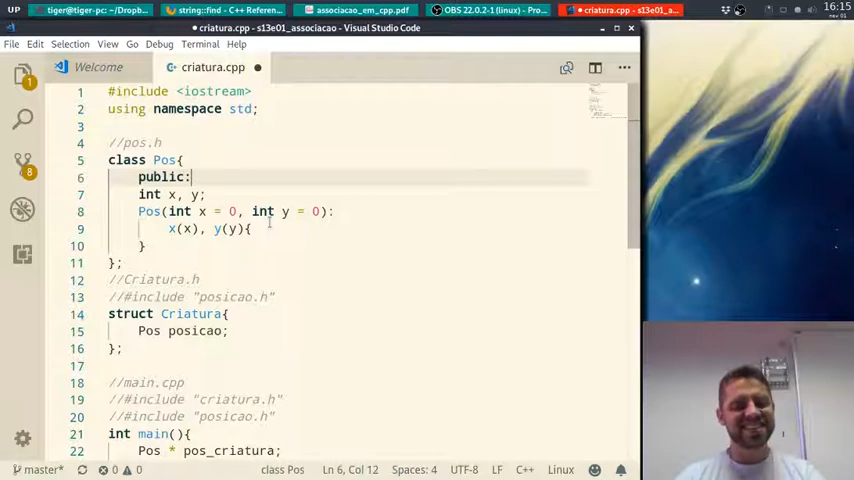 UP
tiger@tiger-pc: ~/Dropb...
string::find - C++ Referen...
associacao_em_cpp.pdf
OBS 22.0.2-1 (linux) - Pro...
● criatura.cpp - s13e01_a...
16:15
nov 01
● criatura.cpp - s13e01_associacao - Visual Studio Code
File Edit Selection View Go Debug Terminal Help
Welcome
criatura.cpp ●
1
8
1 #include <iostream>
2 using namespace std;
3
4 //pos.h
5 class Pos{
6 public:
7 int x, y;
8 Pos(int x = 0, int y = 0):
9 x(x), y(y){
10 }
11 };
12 //Criatura.h
13 //#include "posicao.h"
14 struct Criatura{
15 Pos posicao;
16 };
17
18 //main.cpp
19 //#include "criatura.h"
20 //#include "posicao.h"
21 int main(){
22 Pos * pos_criatura;
master* 0 0 class Pos Ln 6, Col 12 Spaces: 4 UTF-8 LF C++ Linux